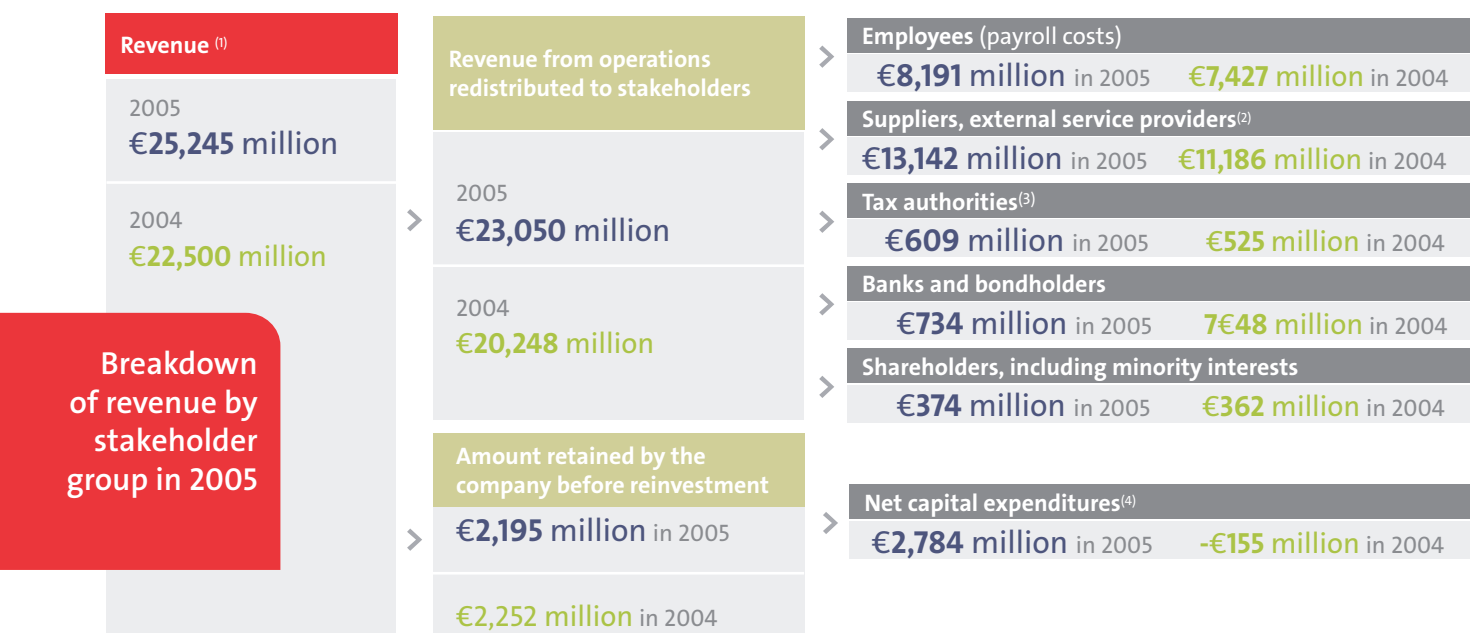 Revenue (1)
2005
€25,245 million
2004
€22,500 million
Breakdown
of revenue by
stakeholder
group in 2005
Revenue from operations
redistributed to stakeholders
2005
€23,050 million
2004
€20,248 million
Amount retained by the
company before reinvestment
€2,195 million in 2005
€2,252 million in 2004
Employees (payroll costs)
€8,191 million in 2005 €7,427 million in 2004
Suppliers, external service providers(2)
€13,142 million in 2005 €11,186 million in 2004
Tax authorities(3)
€609 million in 2005 €525 million in 2004
Banks and bondholders
€734 million in 2005 7€48 million in 2004
Shareholders, including minority interests
€374 million in 2005 €362 million in 2004
Net capital expenditures(4)
€2,784 million in 2005 -€155 million in 2004